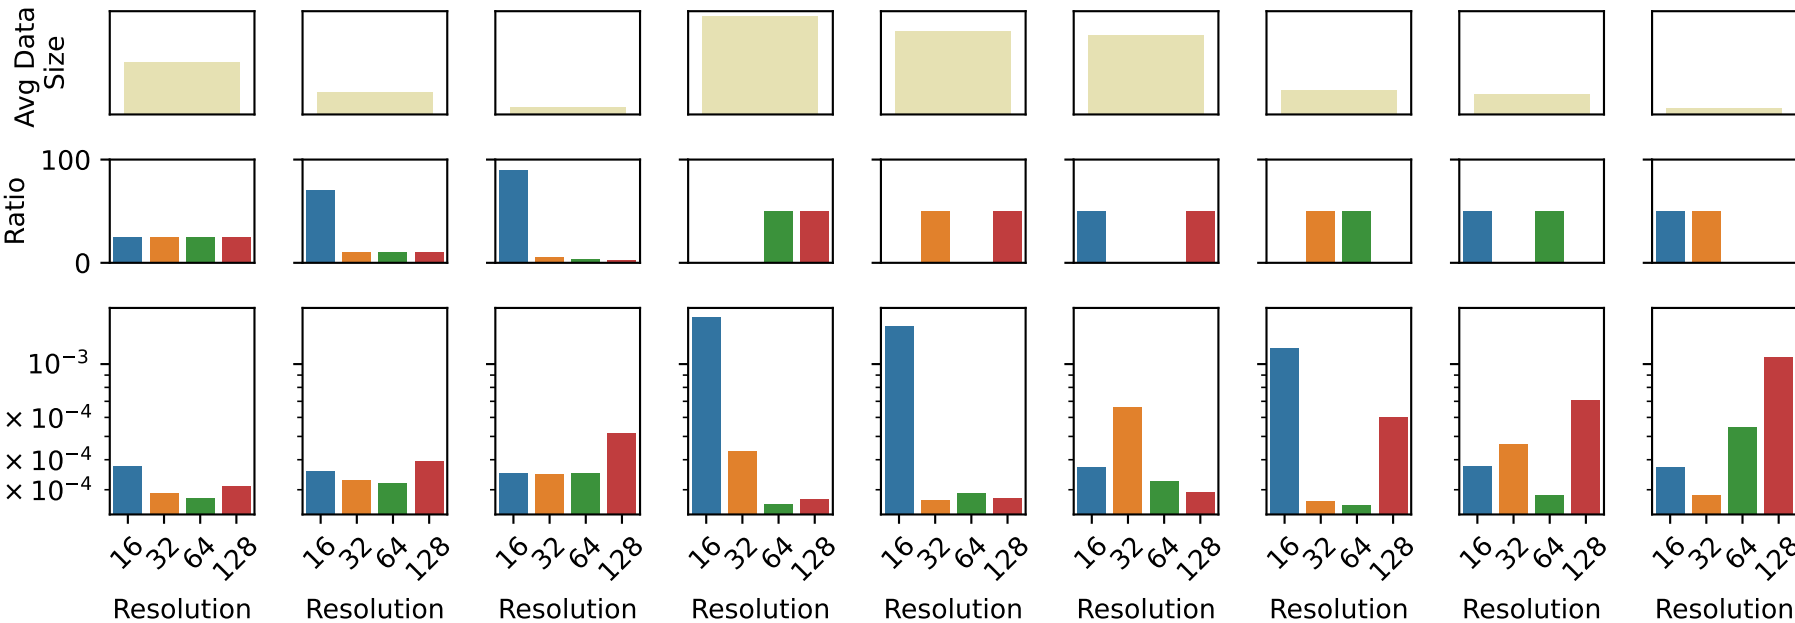 Avg Data
Size
Ratio
100
0
10⁻³
× 10⁻⁴
× 10⁻⁴
× 10⁻⁴
16 32 64 128 16 32 64 128 16 32 64 128 16 32 64 128 16 32 64 128 16 32 64 128 16 32 64 128 16 32 64 128 16 32 64 128
Resolution Resolution Resolution Resolution Resolution Resolution Resolution Resolution Resolution